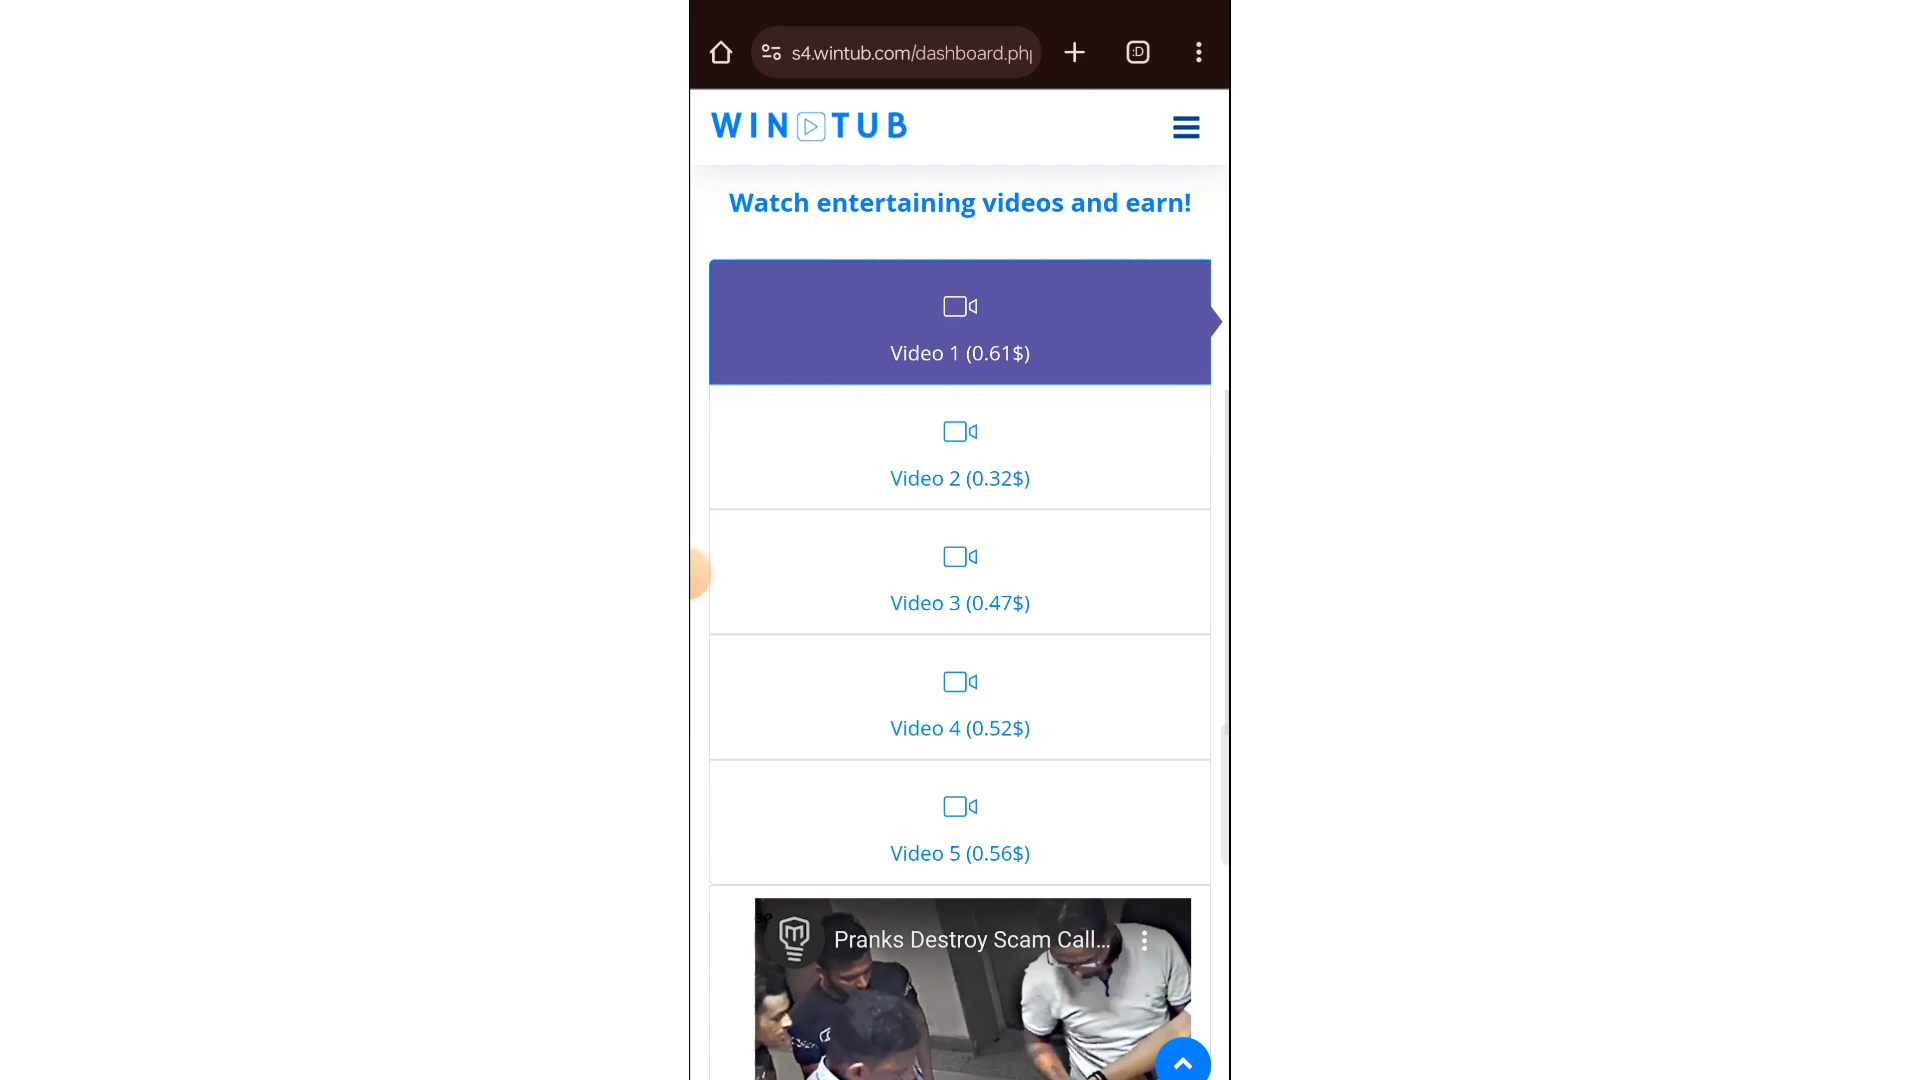 :D
s4.wintub.com/dashboard.ph
WIN TUB
Watch entertaining videos and earn!
Video 1 (0.61$)
Video 2 (0.32$)
Video 3 (0.47$)
Video 4 (0.52$)
Video 5 (0.56$)
Pranks Destroy Scam Call...